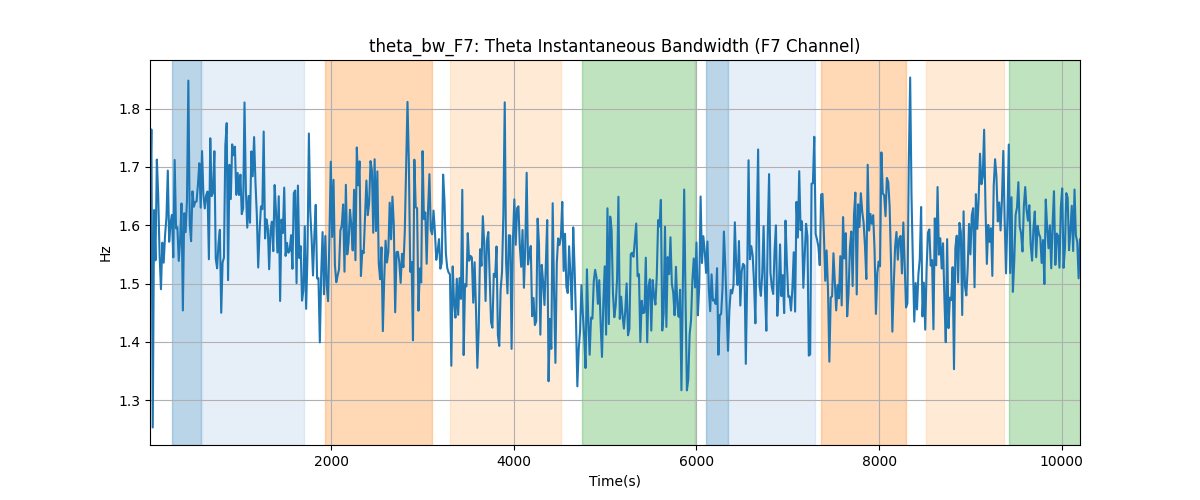 theta_bw_F7: Theta Instantaneous Bandwidth (F7 Channel)
Hz
1.8
1.7
1.6
1.5
1.4
1.3
2000 4000 6000 8000 10000
Time(s)